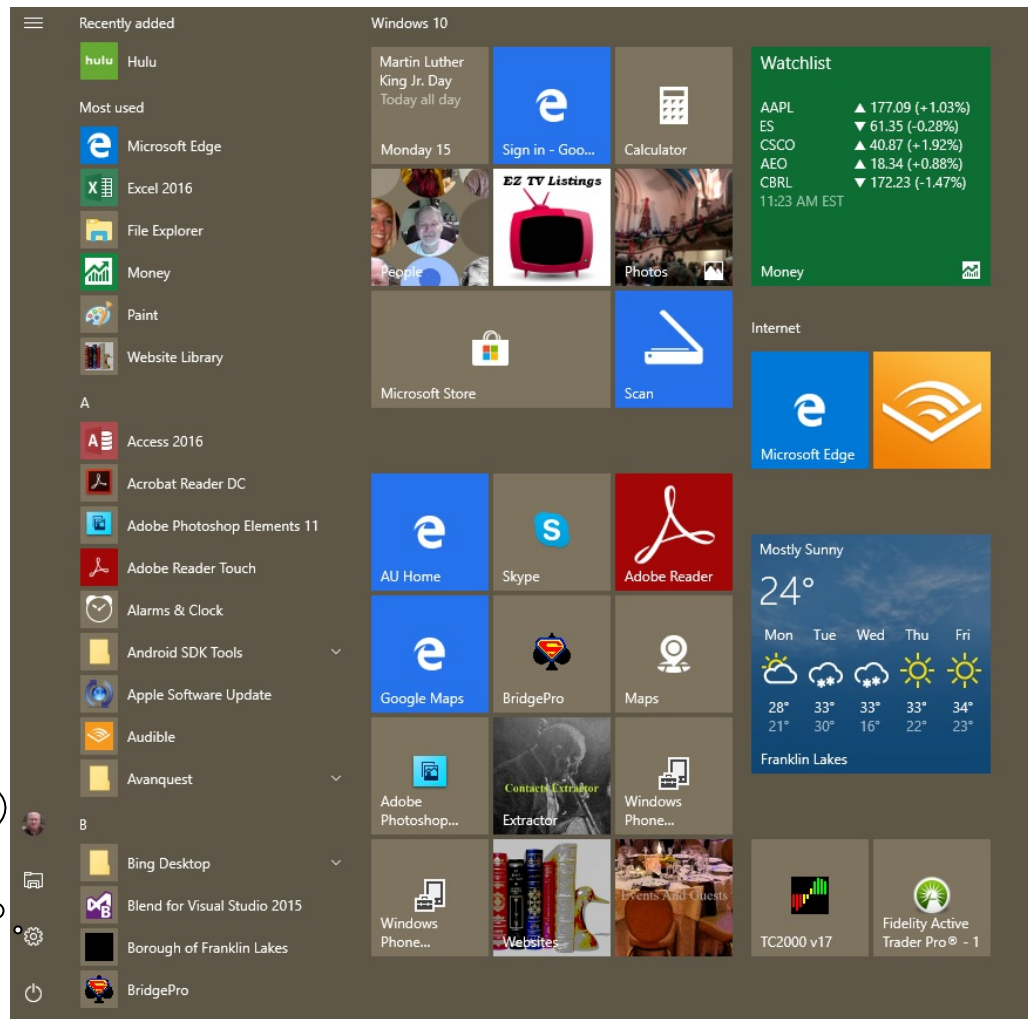 Recently added
hulu Hulu
Most used
Microsoft Edge
Excel 2016
File Explorer
Money
Paint
Website Library
A
Access 2016
Acrobat Reader DC
Adobe Photoshop Elements 11
Adobe Reader Touch
Alarms & Clock
Android SDK Tools
Apple Software Update
Audible
Avanquest
B
Bing Desktop
Blend for Visual Studio 2015
Borough of Franklin Lakes
BridgePro
Windows 10
Martin Luther
King Jr. Day
Today all day
Monday 15
Sign in - Goo...
Calculator
People
EZ TV Listings
Photos
Microsoft Store
Scan
AU Home
Skype
Adobe Reader
Google Maps
BridgePro
Maps
Adobe
Photoshop...
Contacts Extractor
Extractor
Windows
Phone...
Windows
Phone...
Websites
Events And Guests
Watchlist
AAPL ▲ 177.09 (+1.03%)
ES ▼ 61.35 (-0.28%)
CSCO ▲ 40.87 (+1.92%)
AEO ▲ 18.34 (+0.88%)
CBRL ▼ 172.23 (-1.47%)
11:23 AM EST
Money
Internet
Microsoft Edge
Mostly Sunny
24°
Mon Tue Wed Thu Fri
28° 33° 33° 33° 34°
21° 30° 16° 22° 23°
Franklin Lakes
TC2000 v17
Fidelity Active
Trader Pro® - 1